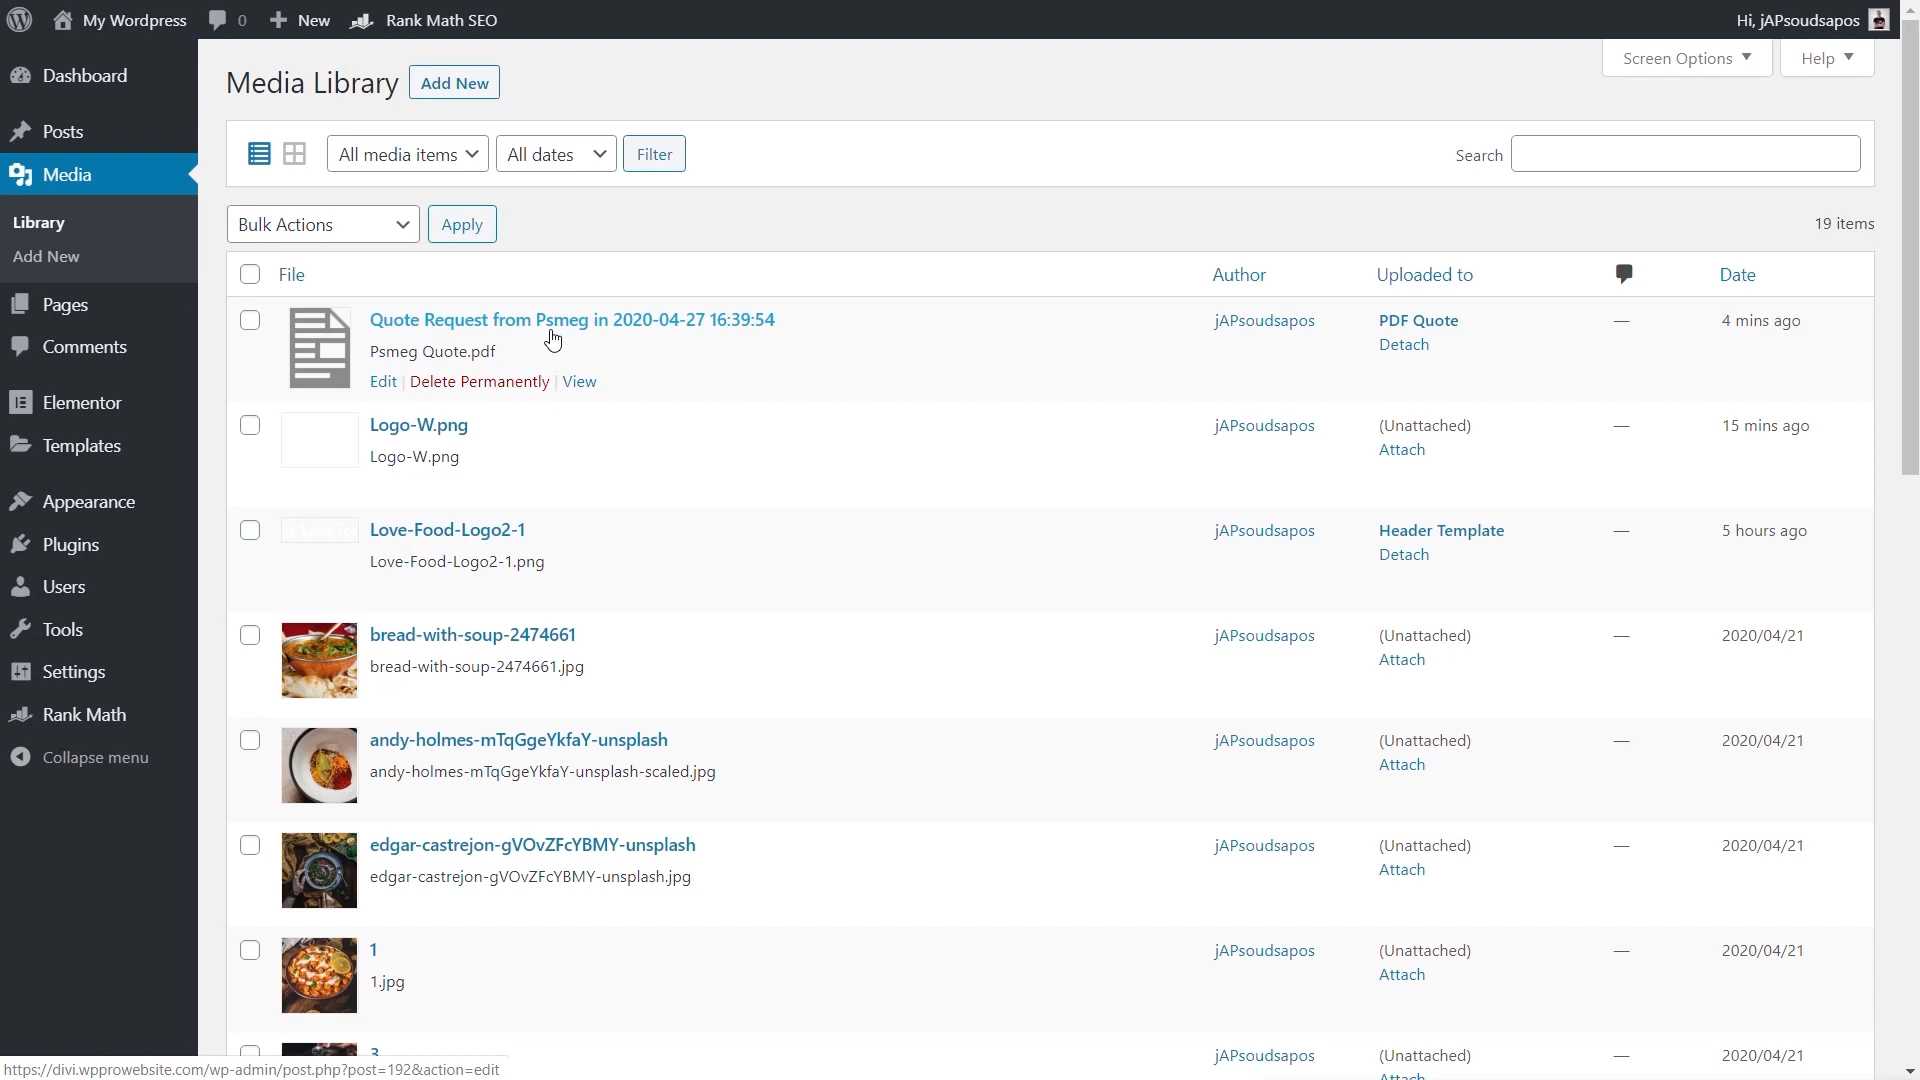 My Wordpress 0 New Rank Math SEO Hi, jAPsoudsapos
Dashboard
Posts
Media
Library
Add New
Pages
Comments
Elementor
Templates
Appearance
Plugins
Users
Tools
Settings
Rank Math
Collapse menu
Screen Options Help
Media Library Add New
All media items All dates Filter Search
Bulk Actions Apply 19 items
File Author Uploaded to Date
Quote Request from Psmeg in 2020-04-27 16:39:54 jAPsoudsapos PDF Quote — 4 mins ago
Psmeg Quote.pdf Detach
Edit | Delete Permanently | View
Logo-W.png jAPsoudsapos (Unattached) — 15 mins ago
Logo-W.png Attach
Love-Food-Logo2-1 jAPsoudsapos Header Template — 5 hours ago
Love-Food-Logo2-1.png Detach
bread-with-soup-2474661 jAPsoudsapos (Unattached) — 2020/04/21
bread-with-soup-2474661.jpg Attach
andy-holmes-mTqGgeYkfaY-unsplash jAPsoudsapos (Unattached) — 2020/04/21
andy-holmes-mTqGgeYkfaY-unsplash-scaled.jpg Attach
edgar-castrejon-gVOvZFcYBMY-unsplash jAPsoudsapos (Unattached) — 2020/04/21
edgar-castrejon-gVOvZFcYBMY-unsplash.jpg Attach
1 jAPsoudsapos (Unattached) — 2020/04/21
1.jpg Attach
3 jAPsoudsapos (Unattached) — 2020/04/21
Attach
https://divi.wpprowebsite.com/wp-admin/post.php?post=192&action=edit